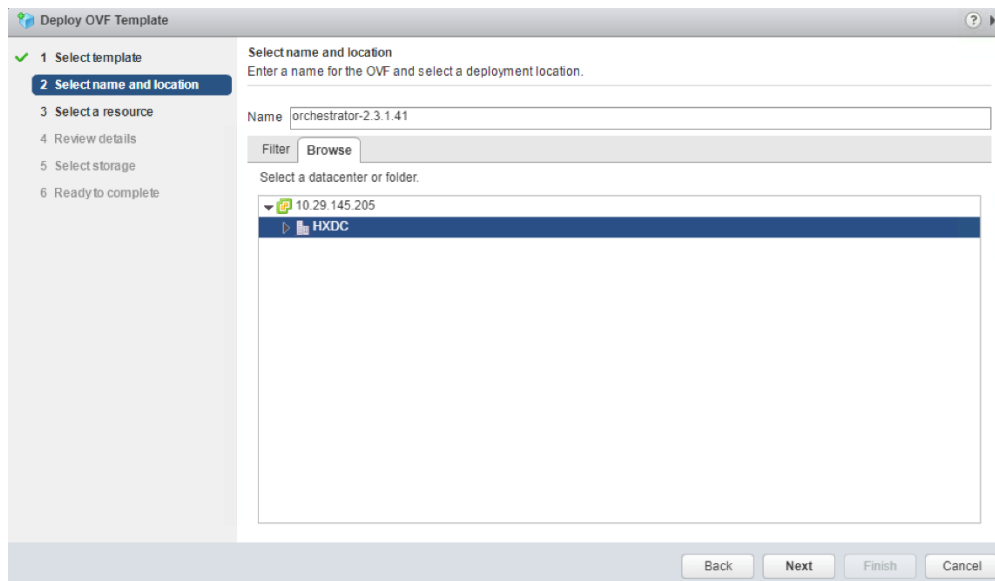 Deploy OVF Template
?
1 Select template
2 Select name and location
3 Select a resource
4 Review details
5 Select storage
6 Ready to complete
Select name and location
Enter a name for the OVF and select a deployment location.
Name orchestrator-2.3.1.41
Filter Browse
Select a datacenter or folder.
10.29.145.205
HXDC
Back Next Finish Cancel